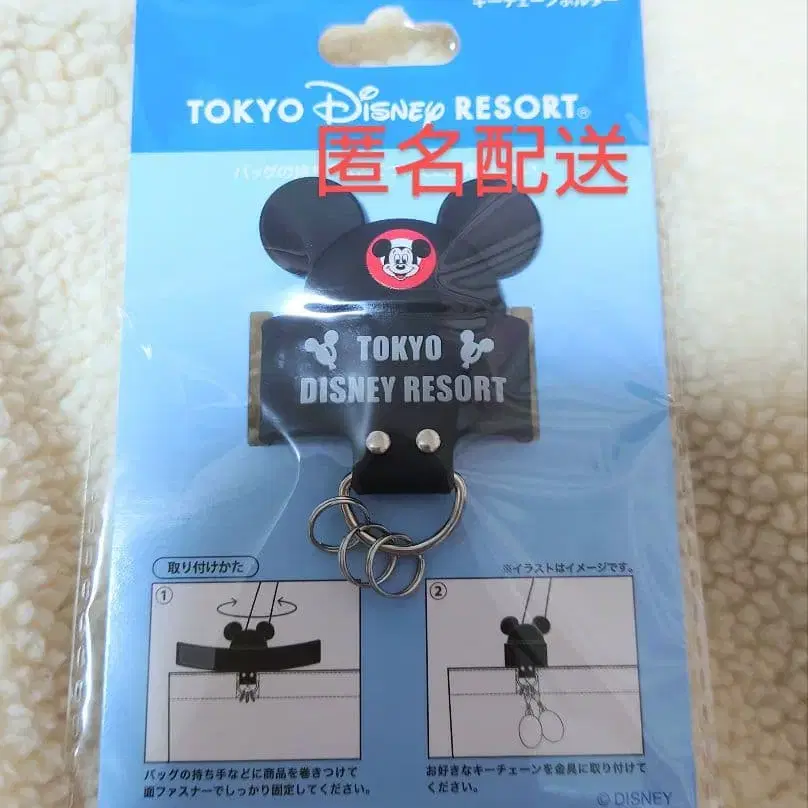 キーチェーンホルダー
TOKYO Disney RESORT®
匿名配送
バッグの持ち
TOKYO
DISNEY RESORT
取り付けかた
※イラストはイメージです。
①
②
バッグの持ち手などに商品を巻きつけて
面ファスナーでしっかり固定してください。
お好きなキーチェーンを金具に取り付けて
ください。
© DISNEY